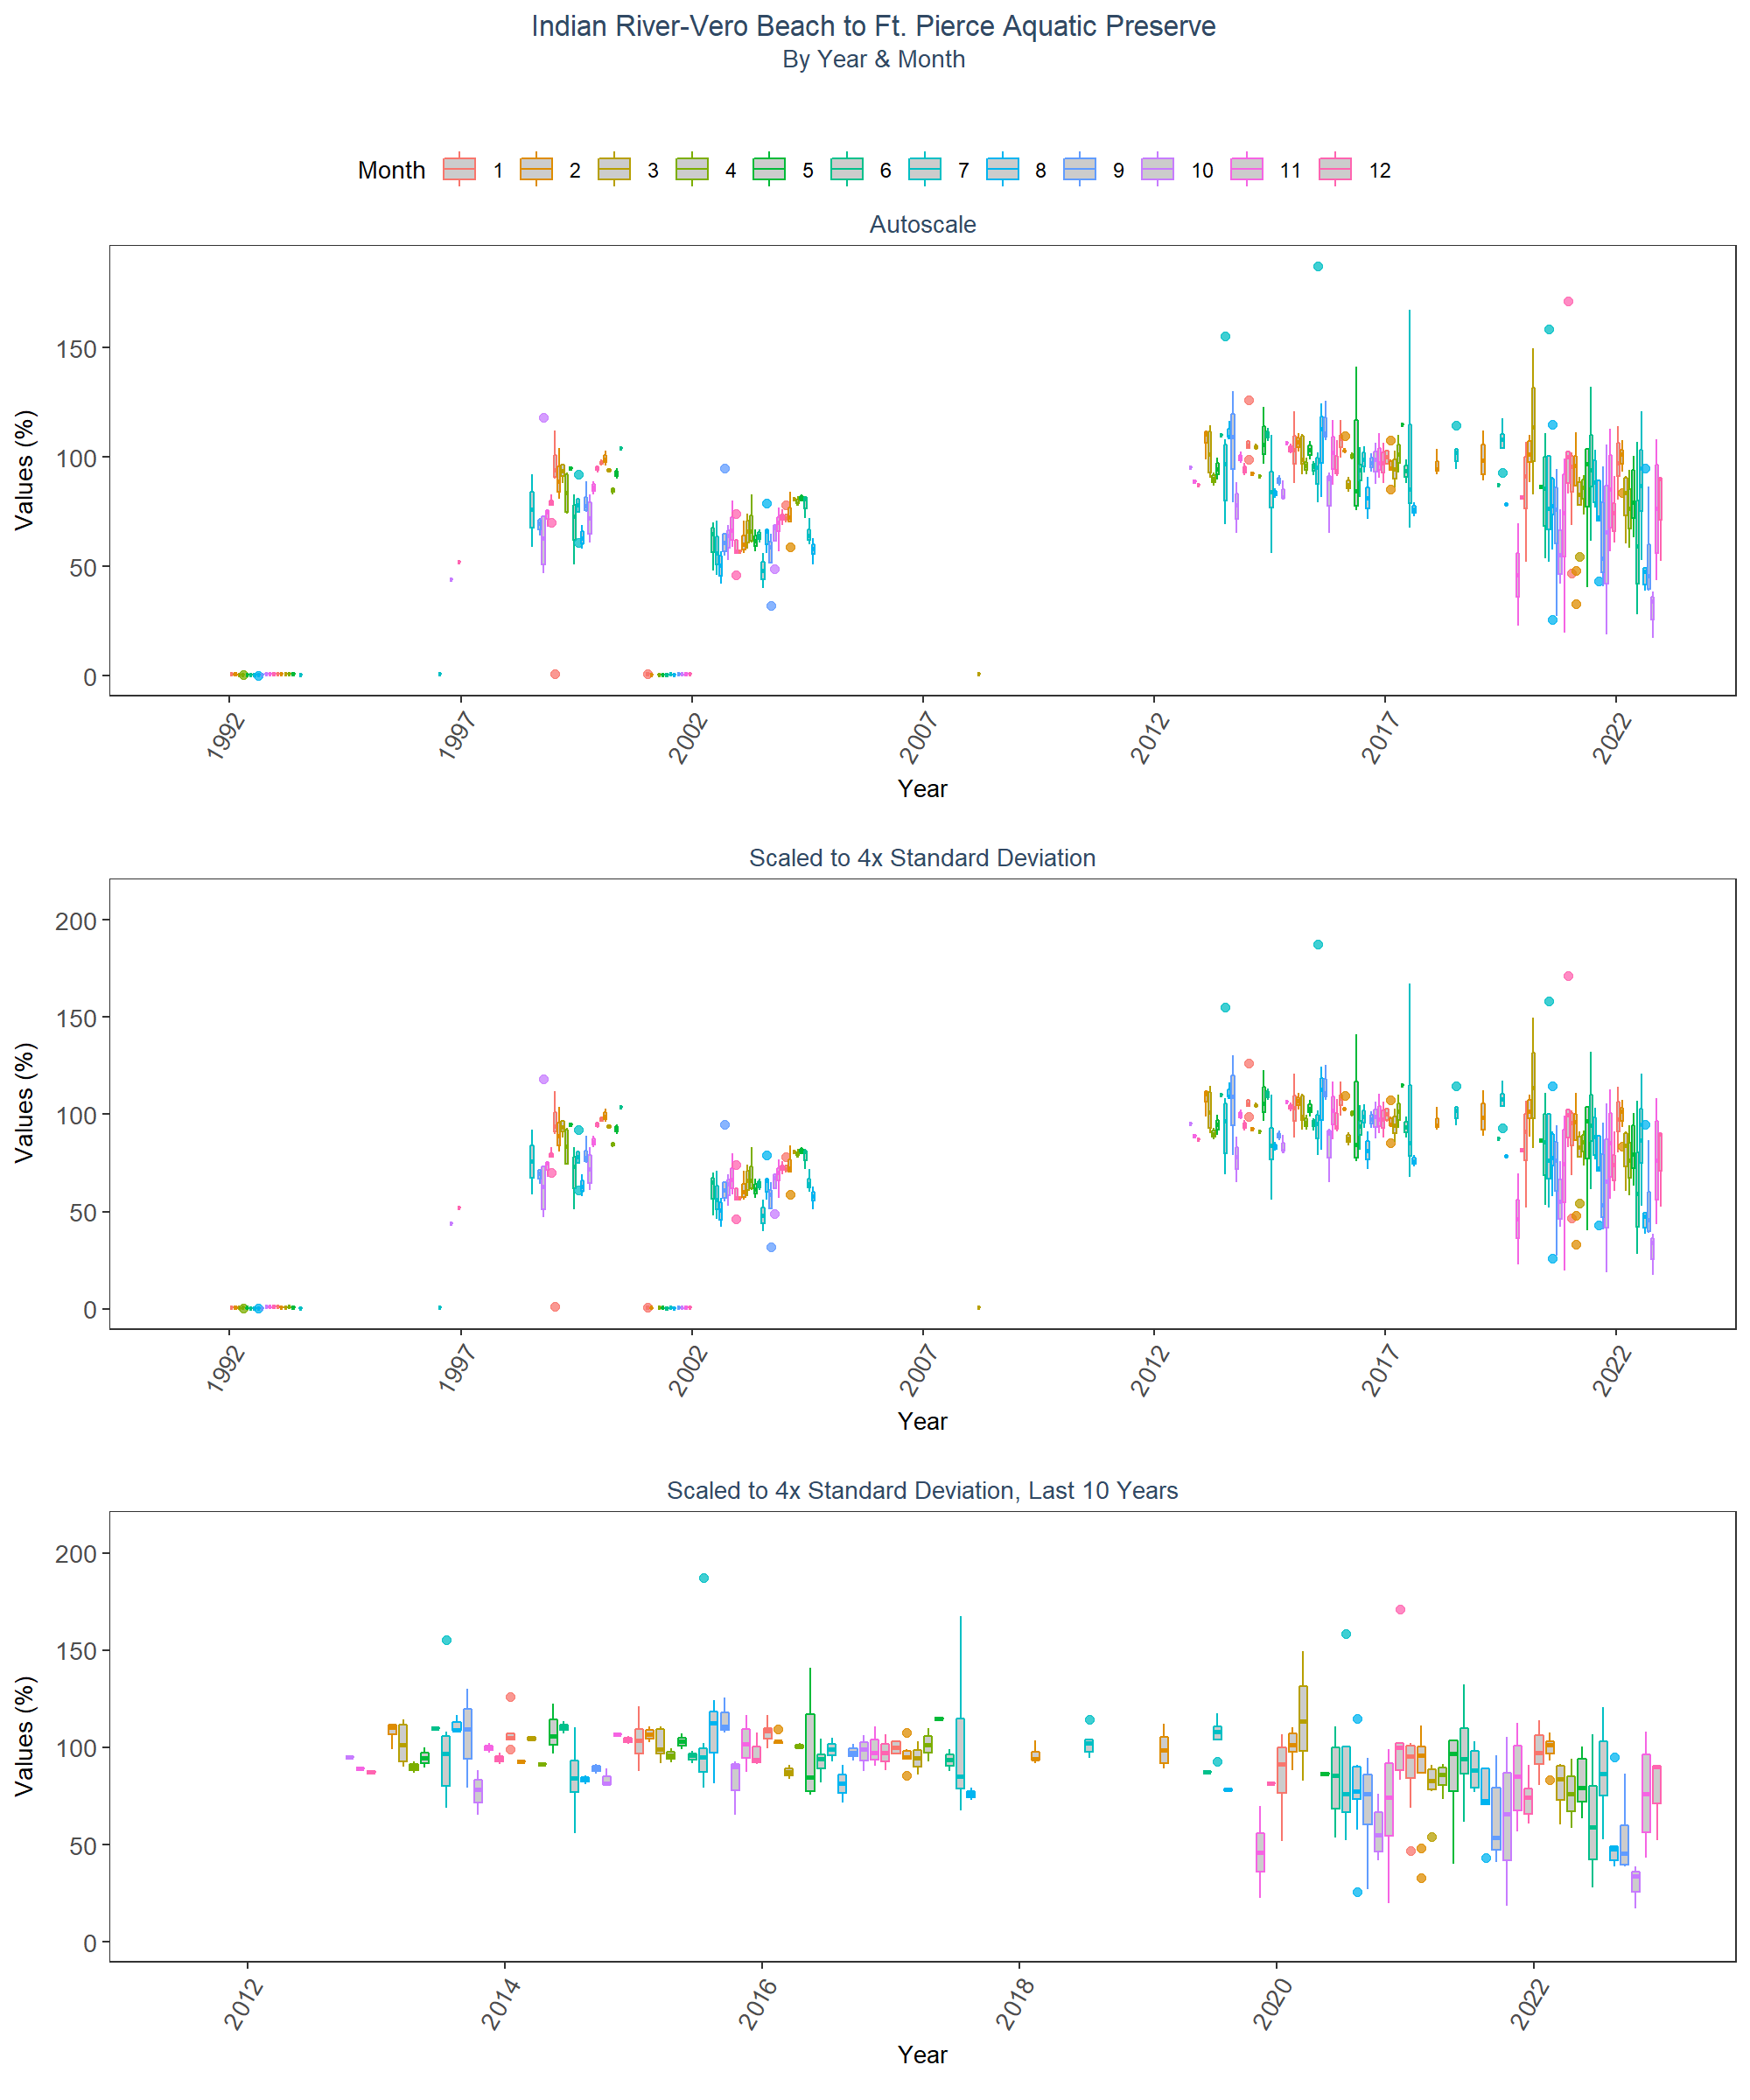 Indian River-Vero Beach to Ft. Pierce Aquatic Preserve
By Year & Month
Month 1 2 3 4 5 6 7 8 9 10 11 12
Autoscale
Values (%)
150
100
50
0
1992 1997 2002 2007 2012 2017 2022
Year
Scaled to 4x Standard Deviation
Values (%)
200
150
100
50
0
1992 1997 2002 2007 2012 2017 2022
Year
Scaled to 4x Standard Deviation, Last 10 Years
Values (%)
200
150
100
50
0
2012 2014 2016 2018 2020 2022
Year